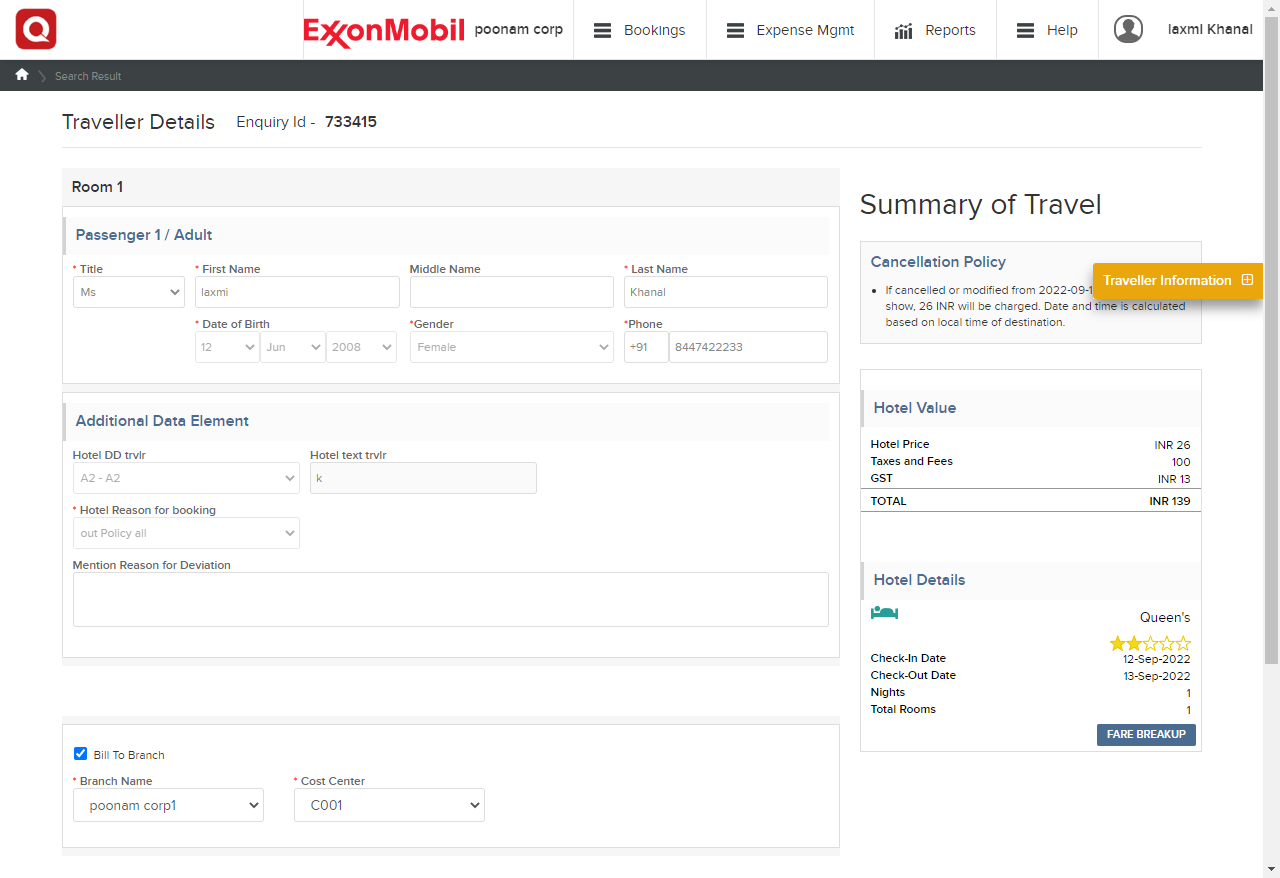 Q
ExxonMobil poonam corp Bookings Expense Mgmt Reports Help laxmi Khanal
Search Result
Traveller Details Enquiry Id - 733415
Room 1
Passenger 1 / Adult
* Title * First Name Middle Name * Last Name
Ms laxmi Khanal
* Date of Birth *Gender *Phone
12 Jun 2008 Female +91 8447422233
Additional Data Element
Hotel DD trvlr Hotel text trvlr
A2 - A2 k
* Hotel Reason for booking
out Policy all
Mention Reason for Deviation
Bill To Branch
* Branch Name * Cost Center
poonam corp1 C001
Summary of Travel
Cancellation Policy
If cancelled or modified from 2022-09-1
show, 26 INR will be charged. Date and time is calculated
based on local time of destination.
Traveller Information
Hotel Value
Hotel Price INR 26
Taxes and Fees 100
GST INR 13
TOTAL INR 139
Hotel Details
Queen's
Check-In Date 12-Sep-2022
Check-Out Date 13-Sep-2022
Nights 1
Total Rooms 1
FARE BREAKUP